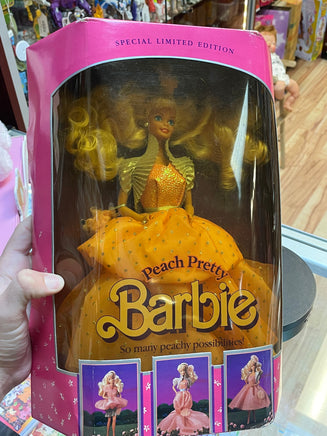 SPECIAL LIMITED EDITION
Peach Pretty
Barbie
So many peachy possibilities!